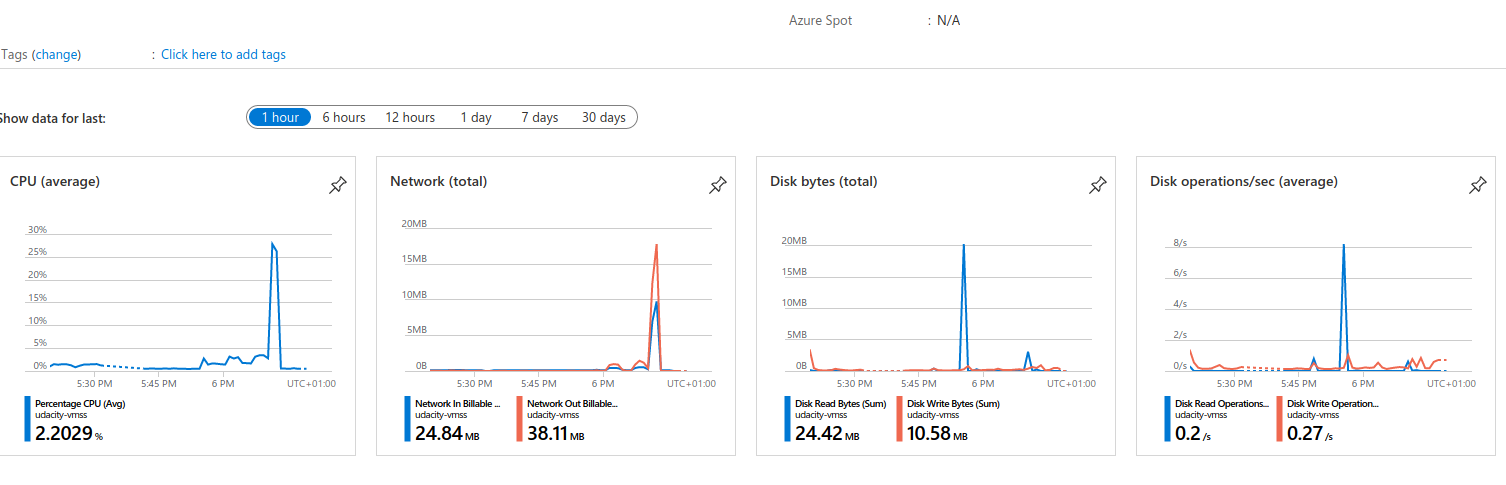 Azure Spot : N/A
Tags (change) : Click here to add tags
Show data for last: 1 hour 6 hours 12 hours 1 day 7 days 30 days
CPU (average)
30%
25%
20%
15%
10%
5%
0%
5:30 PM 5:45 PM 6 PM UTC+01:00
Percentage CPU (Avg)
udacity-vmss
2.2029 %
Network (total)
20MB
15MB
10MB
5MB
0B
5:30 PM 5:45 PM 6 PM UTC+01:00
Network In Billable ... Network Out Billable...
udacity-vmss udacity-vmss
24.84 MB 38.11 MB
Disk bytes (total)
20MB
15MB
10MB
5MB
0B
5:30 PM 5:45 PM 6 PM UTC+01:00
Disk Read Bytes (Sum) Disk Write Bytes (Sum)
udacity-vmss udacity-vmss
24.42 MB 10.58 MB
Disk operations/sec (average)
8/s
6/s
4/s
2/s
0/s
5:30 PM 5:45 PM 6 PM UTC+01:00
Disk Read Operations... Disk Write Operation...
udacity-vmss udacity-vmss
0.2 /s 0.27 /s